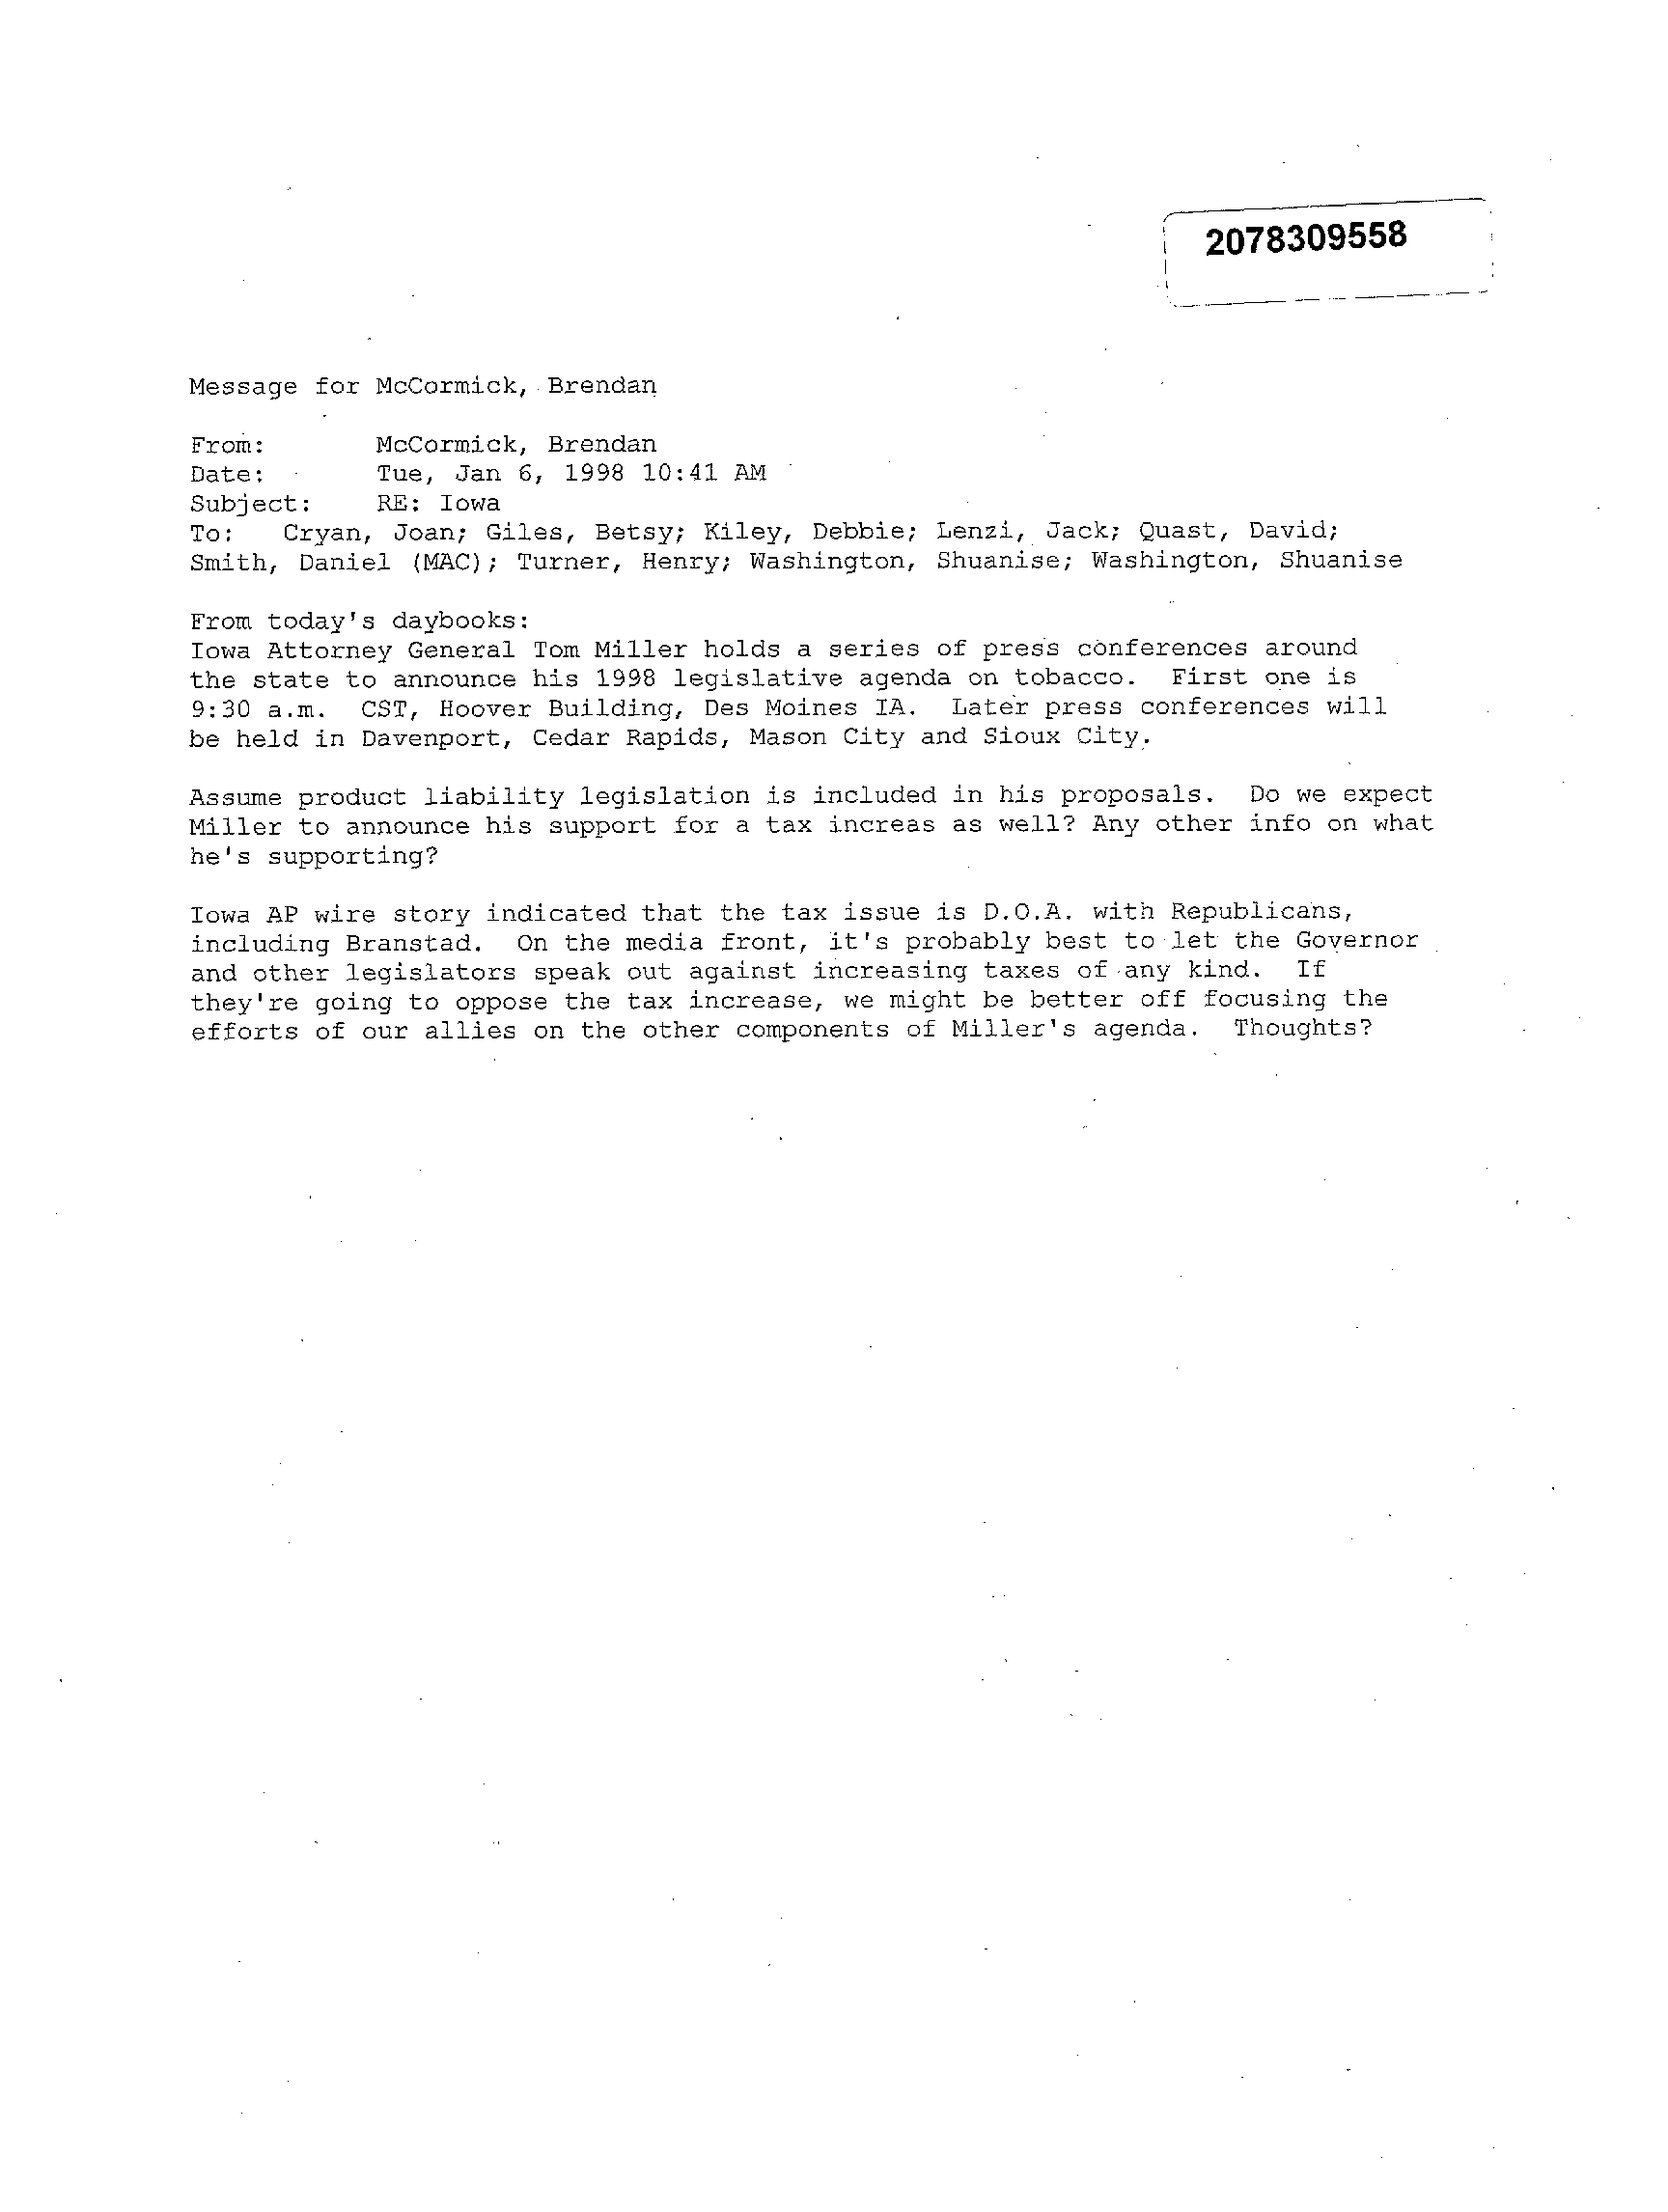 2078309558
Message for McCormick, Brendan
From: McCormick, Brendan
Date: Tue, Jan 6, 1998 10:41 AM
Subject: RE: Iowa
To: Cryan, Joan; Giles, Betsy; Kiley, Debbie; Lenzi, Jack; Quast, David;
Smith, Daniel (MAC); Turner, Henry; Washington, Shuanise; Washington, Shuanise
From today's daybooks:
Iowa Attorney General Tom Miller holds a series of press conferences around
the state to announce his 1998 legislative agenda on tobacco. First one is
9:30 a.m. CST, Hoover Building, Des Moines IA. Later press conferences will
be held in Davenport, Cedar Rapids, Mason City and Sioux City.
Assume product liability legislation is included in his proposals. Do we expect
Miller to announce his support for a tax increas as well? Any other info on what
he's supporting?
Iowa AP wire story indicated that the tax issue is D.O.A. with Republicans,
including Branstad. On the media front, it's probably best to let the Governor
and other legislators speak out against increasing taxes of any kind. If
they're going to oppose the tax increase, we might be better off focusing the
efforts of our allies on the other components of Miller's agenda. Thoughts?